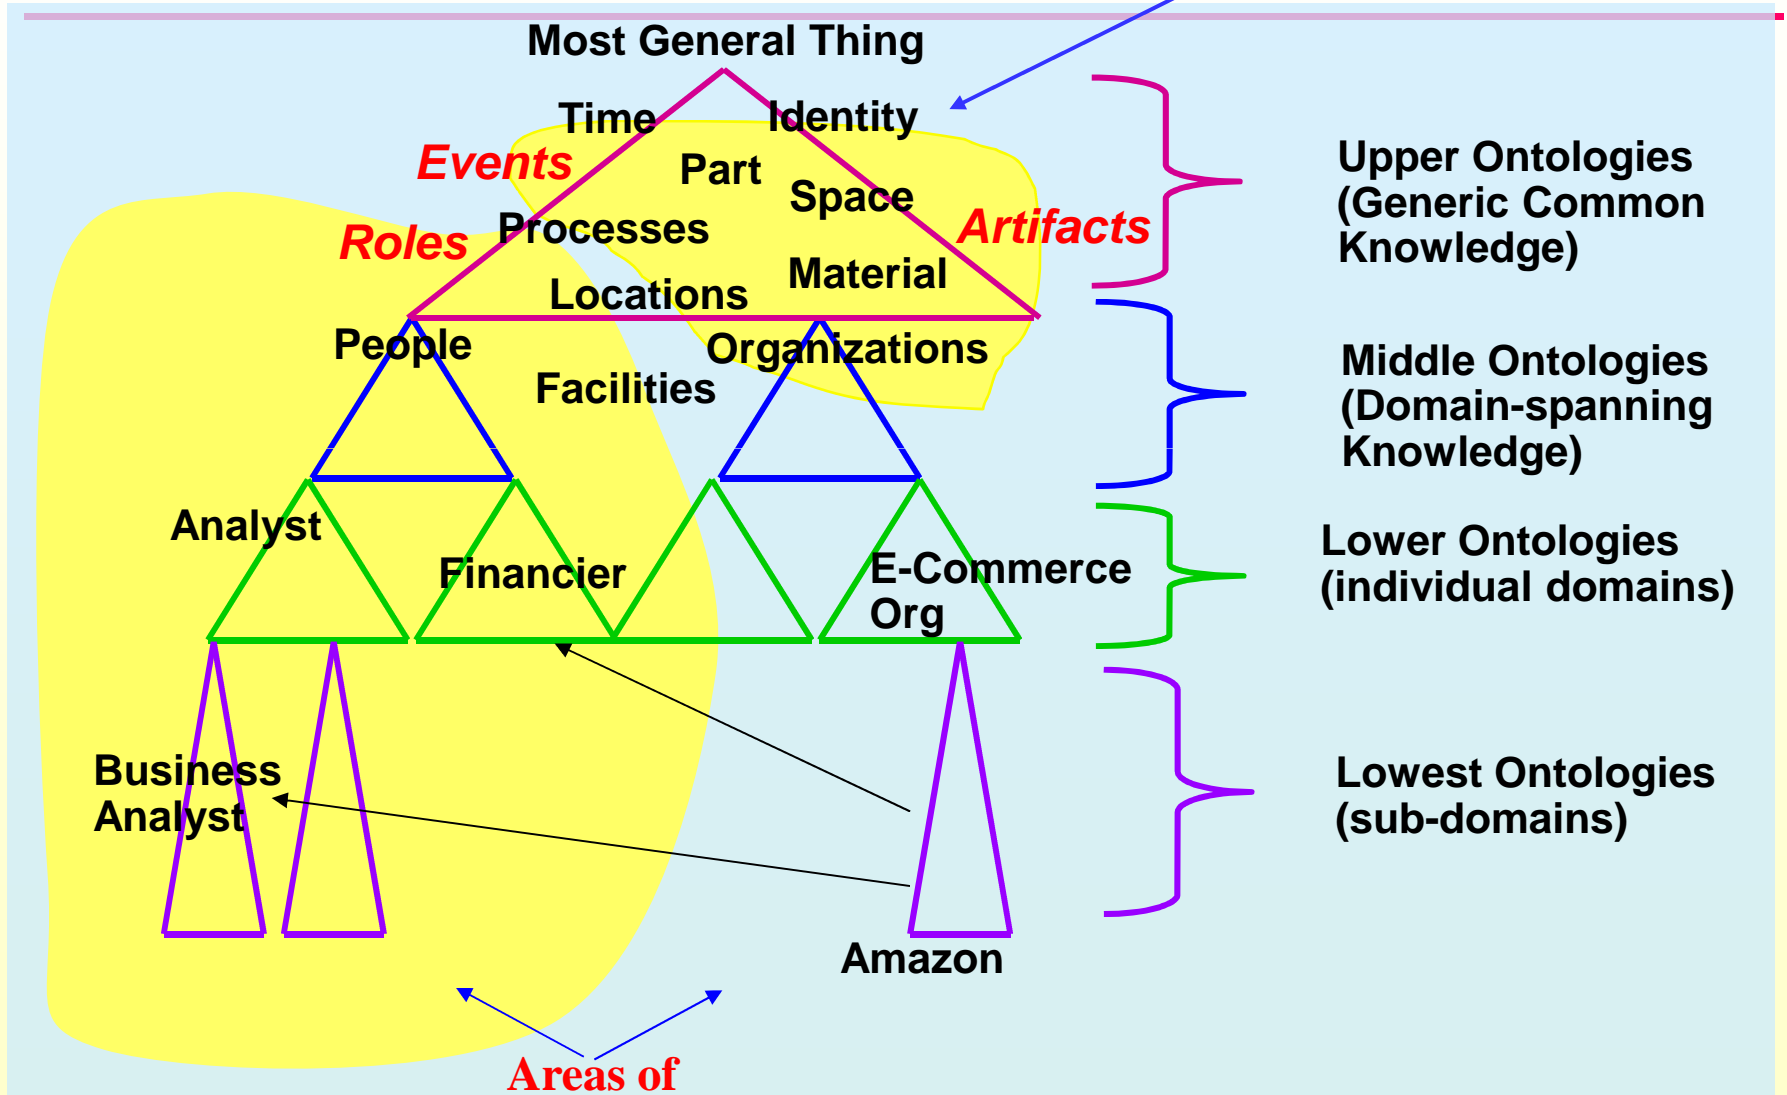 Most General Thing
Time
Identity
Events
Part
Space
Processes
Roles
Artifacts
Material
Locations
People
Organizations
Facilities
Analyst
Financier
E-Commerce
Org
Business
Analyst
Amazon
Areas of
Upper Ontologies
(Generic Common
Knowledge)
Middle Ontologies
(Domain-spanning
Knowledge)
Lower Ontologies
(individual domains)
Lowest Ontologies
(sub-domains)